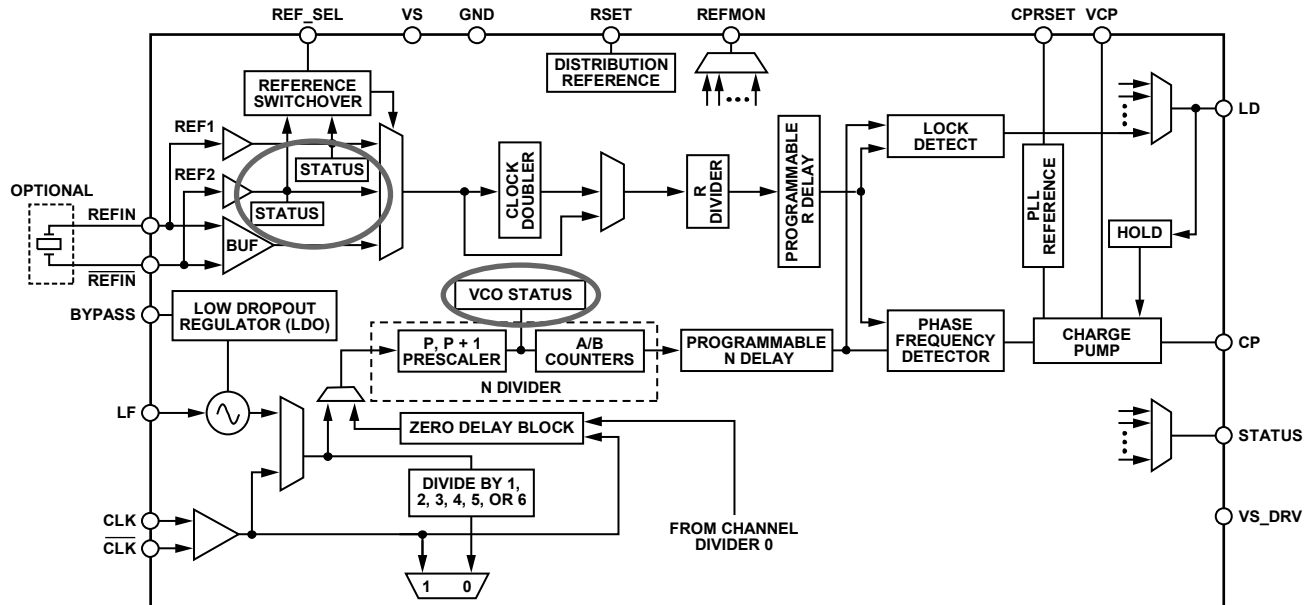 REF_SEL
VS
GND
RSET
REFMON
CPRSET
VCP
REFERENCE
SWITCHOVER
DISTRIBUTION
REFERENCE
REF1
STATUS
REF2
STATUS
BUF
OPTIONAL
REFIN
REFIN
CLOCK
DOUBLER
R
DIVIDER
PROGRAMMABLE
R DELAY
LOCK
DETECT
PLL
REFERENCE
LD
HOLD
BYPASS
LOW DROPOUT
REGULATOR (LDO)
VCO STATUS
P, P + 1
PRESCALER
A/B
COUNTERS
N DIVIDER
PROGRAMMABLE
N DELAY
PHASE
FREQUENCY
DETECTOR
CHARGE
PUMP
CP
LF
ZERO DELAY BLOCK
STATUS
DIVIDE BY 1,
2, 3, 4, 5, OR 6
FROM CHANNEL
DIVIDER 0
CLK
CLK
VS_DRV
1 0